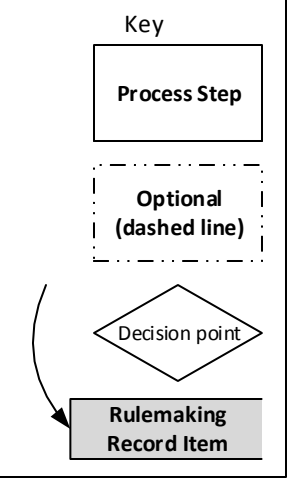 Key
Process Step
Optional
(dashed line)
Decision point
Rulemaking
Record Item